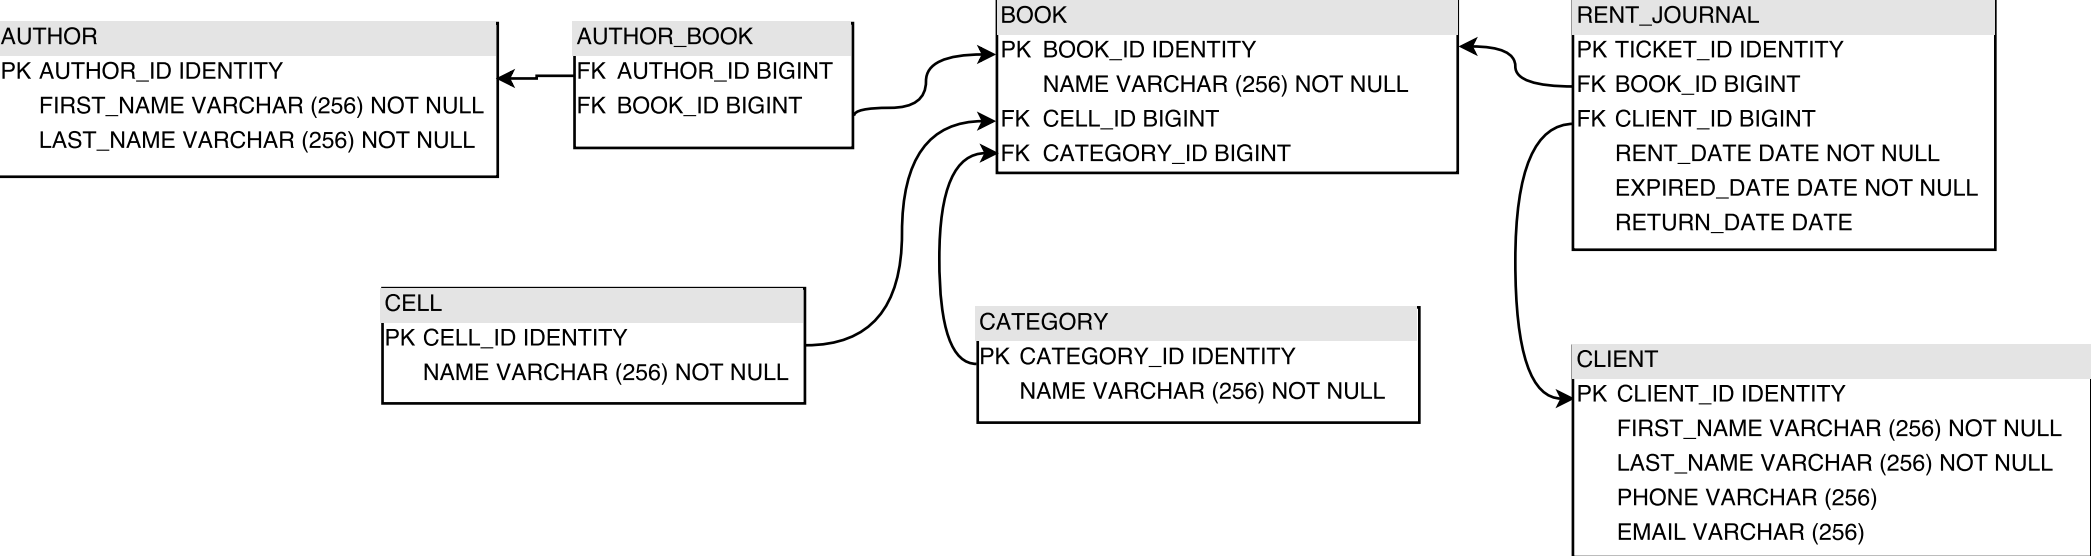 AUTHOR
PK AUTHOR_ID IDENTITY
FIRST_NAME VARCHAR (256) NOT NULL
LAST_NAME VARCHAR (256) NOT NULL
AUTHOR_BOOK
FK AUTHOR_ID BIGINT
FK BOOK_ID BIGINT
BOOK
PK BOOK_ID IDENTITY
NAME VARCHAR (256) NOT NULL
FK CELL_ID BIGINT
FK CATEGORY_ID BIGINT
RENT_JOURNAL
PK TICKET_ID IDENTITY
FK BOOK_ID BIGINT
FK CLIENT_ID BIGINT
RENT_DATE DATE NOT NULL
EXPIRED_DATE DATE NOT NULL
RETURN_DATE DATE
CELL
PK CELL_ID IDENTITY
NAME VARCHAR (256) NOT NULL
CATEGORY
PK CATEGORY_ID IDENTITY
NAME VARCHAR (256) NOT NULL
CLIENT
PK CLIENT_ID IDENTITY
FIRST_NAME VARCHAR (256) NOT NULL
LAST_NAME VARCHAR (256) NOT NULL
PHONE VARCHAR (256)
EMAIL VARCHAR (256)